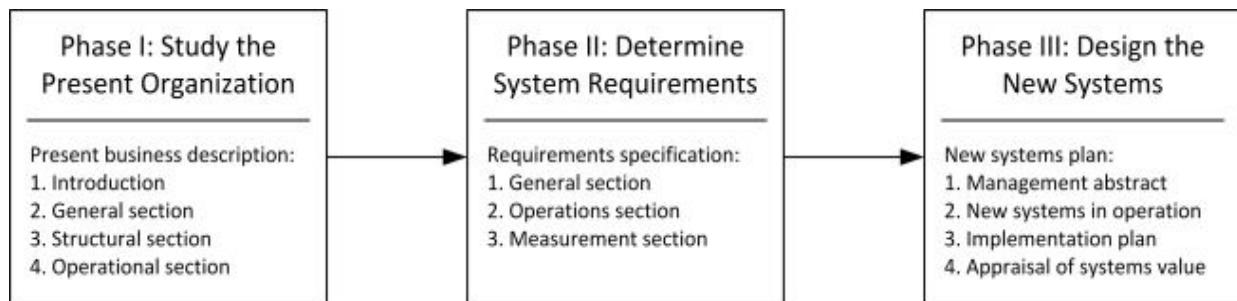 Phase I: Study the
Present Organization
Present business description:
1. Introduction
2. General section
3. Structural section
4. Operational section
Phase II: Determine
System Requirements
Requirements specification:
1. General section
2. Operations section
3. Measurement section
Phase III: Design the
New Systems
New systems plan:
1. Management abstract
2. New systems in operation
3. Implementation plan
4. Appraisal of systems value